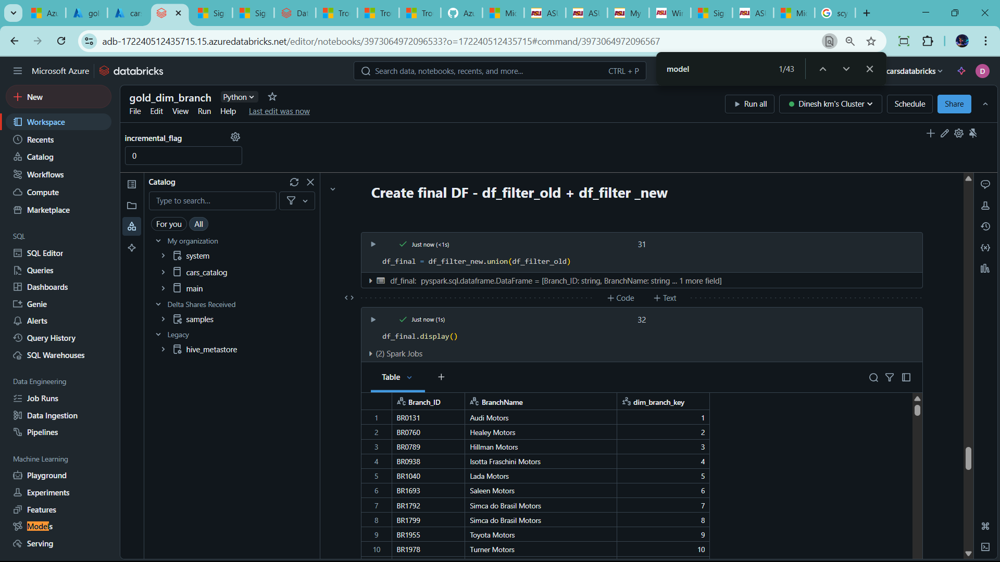 Azu
gol
car
Sig
Sig
Dat
Tro
Tro
Tro
Azu
Mic
ASU
ASU
My
Win
Sig
ASU
Mic
scy
adb-172240512435715.15.azuredatabricks.net/editor/notebooks/3973064972096533?o=172240512435715#command/3973064972096567
model 1/43
Microsoft Azure databricks
Search data, notebooks, recents, and more... CTRL + P
carsdatabricks
D
New
Workspace
Recents
Catalog
Workflows
Compute
Marketplace
SQL
SQL Editor
Queries
Dashboards
Genie
Alerts
Query History
SQL Warehouses
Data Engineering
Job Runs
Data Ingestion
Pipelines
Machine Learning
Playground
Experiments
Features
Models
Serving
gold_dim_branch Python
File Edit View Run Help Last edit was now
Run all Dinesh km's Cluster Schedule Share
incremental_flag
0
Catalog
Type to search...
For you All
My organization
system
cars_catalog
main
Delta Shares Received
samples
Legacy
hive_metastore
Create final DF - df_filter_old + df_filter _new
Just now (<1s) 31
df_final = df_filter_new.union(df_filter_old)
df_final: pyspark.sql.dataframe.DataFrame = [Branch_ID: string, BranchName: string ... 1 more field]
+ Code + Text
Just now (1s) 32
df_final.display()
(2) Spark Jobs
Table +
Branch_ID BranchName dim_branch_key
1 BR0131 Audi Motors 1
2 BR0760 Healey Motors 2
3 BR0789 Hillman Motors 3
4 BR0938 Isotta Fraschini Motors 4
5 BR1040 Lada Motors 5
6 BR1693 Saleen Motors 6
7 BR1792 Simca do Brasil Motors 7
8 BR1799 Simca do Brasil Motors 8
9 BR1955 Toyota Motors 9
10 BR1978 Turner Motors 10